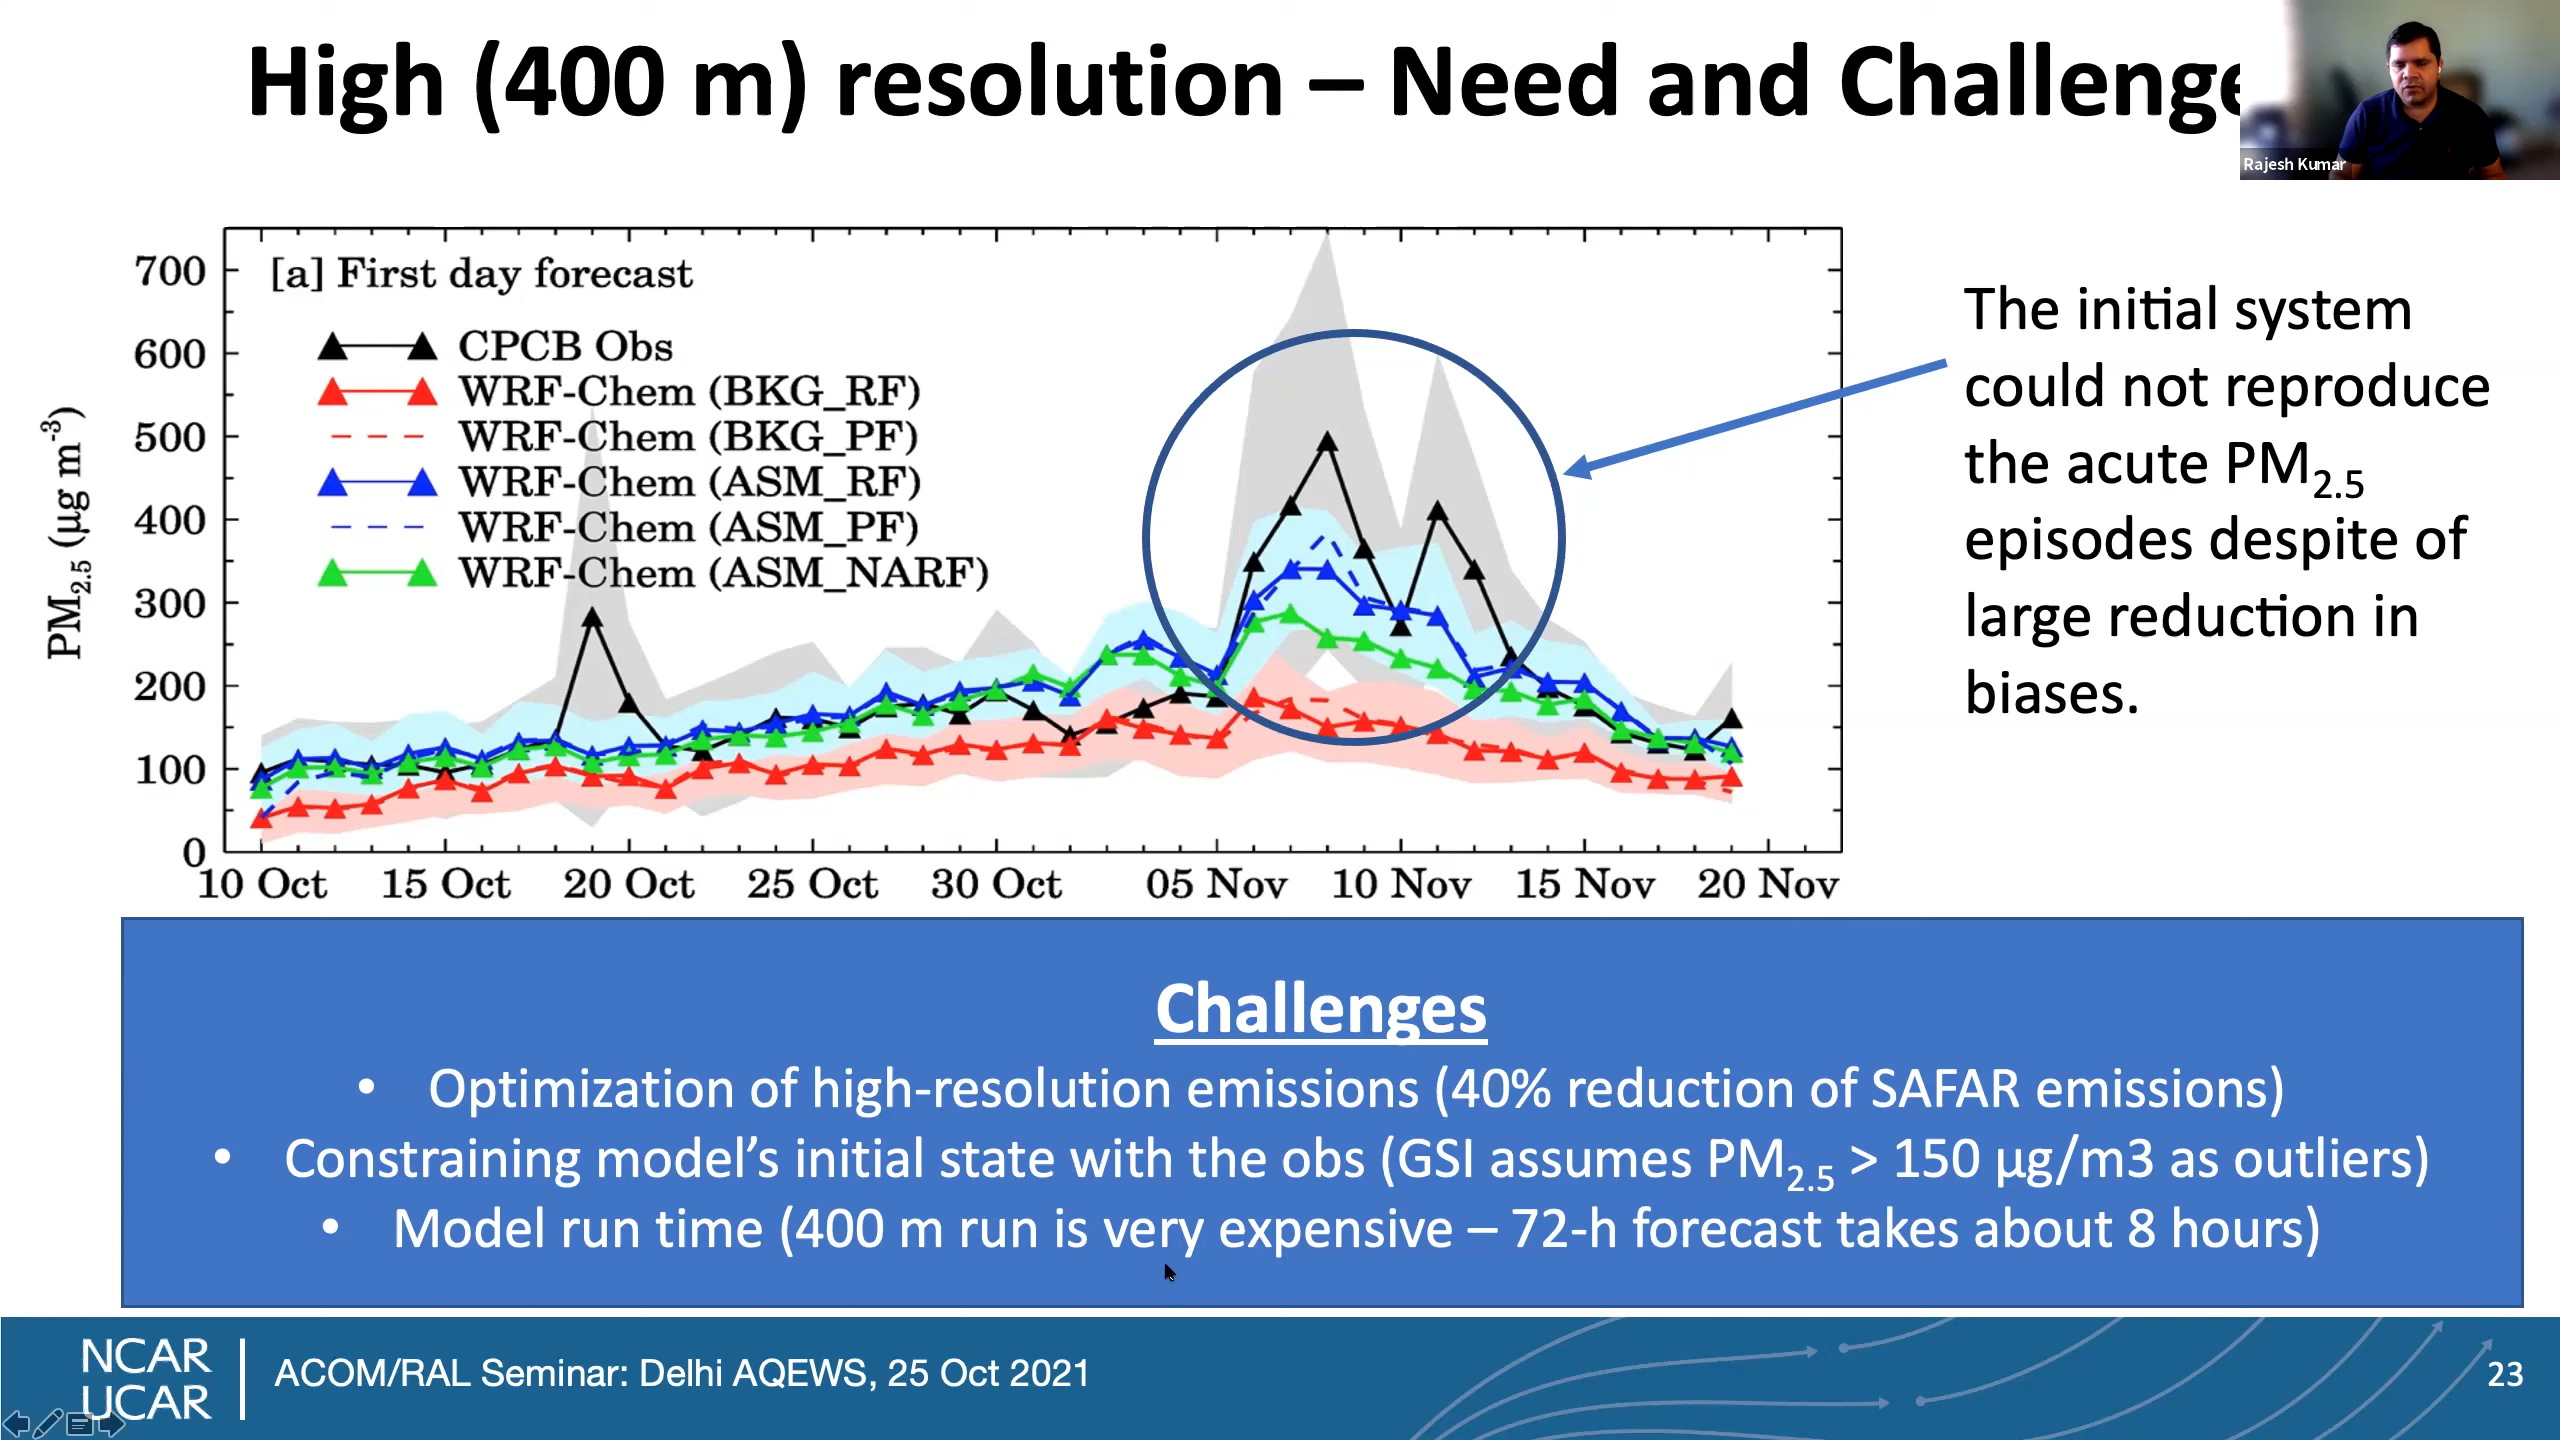 High (400 m) resolution – Need and Challenge
Rajesh Kumar
[a] First day forecast
CPCB Obs
WRF-Chem (BKG_RF)
WRF-Chem (BKG_PF)
WRF-Chem (ASM_RF)
WRF-Chem (ASM_PF)
WRF-Chem (ASM_NARF)
PM2.5 (μg m-3)
700
600
500
400
300
200
100
0
10 Oct 15 Oct 20 Oct 25 Oct 30 Oct 05 Nov 10 Nov 15 Nov 20 Nov
The initial system
could not reproduce
the acute PM2.5
episodes despite of
large reduction in
biases.
Challenges
• Optimization of high-resolution emissions (40% reduction of SAFAR emissions)
• Constraining model’s initial state with the obs (GSI assumes PM2.5 > 150 μg/m3 as outliers)
• Model run time (400 m run is very expensive – 72-h forecast takes about 8 hours)
NCAR
UCAR
ACOM/RAL Seminar: Delhi AQEWS, 25 Oct 2021
23